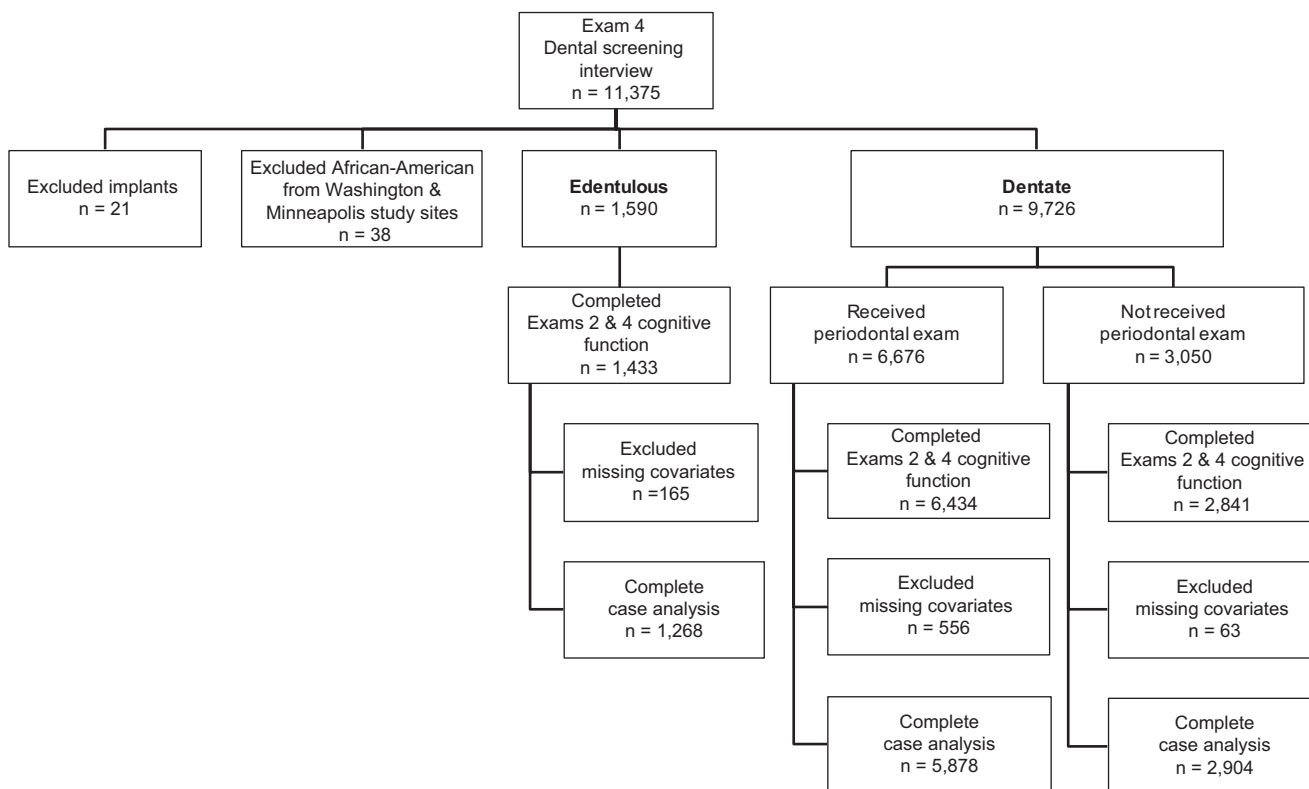 Exam 4
Dental screening
interview
n = 11,375
Excluded implants
n = 21
Excluded African-American
from Washington &
Minneapolis study sites
n = 38
Edentulous
n = 1,590
Dentate
n = 9,726
Completed
Exams 2 & 4 cognitive
function
n = 1,433
Received
periodontal exam
n = 6,676
Not received
periodontal exam
n = 3,050
Excluded
missing covariates
n =165
Completed
Exams 2 & 4 cognitive
function
n = 6,434
Completed
Exams 2 & 4 cognitive
function
n = 2,841
Complete
case analysis
n = 1,268
Excluded
missing covariates
n = 556
Excluded
missing covariates
n = 63
Complete
case analysis
n = 5,878
Complete
case analysis
n = 2,904